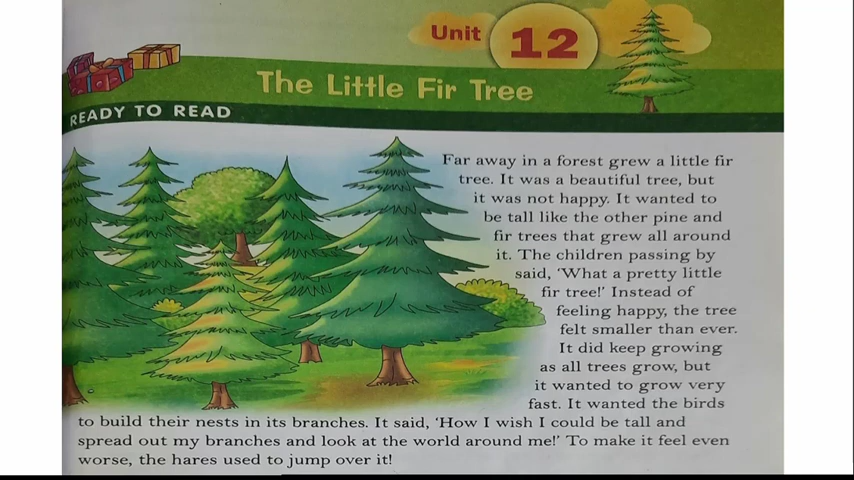 Unit 12
The Little Fir Tree
READY TO READ
Far away in a forest grew a little fir
tree. It was a beautiful tree, but
it was not happy. It wanted to
be tall like the other pine and
fir trees that grew all around
it. The children passing by
said, ‘What a pretty little
fir tree!’ Instead of
feeling happy, the tree
felt smaller than ever.
It did keep growing
as all trees grow, but
it wanted to grow very
fast. It wanted the birds
to build their nests in its branches. It said, ‘How I wish I could be tall and
spread out my branches and look at the world around me!’ To make it feel even
worse, the hares used to jump over it!